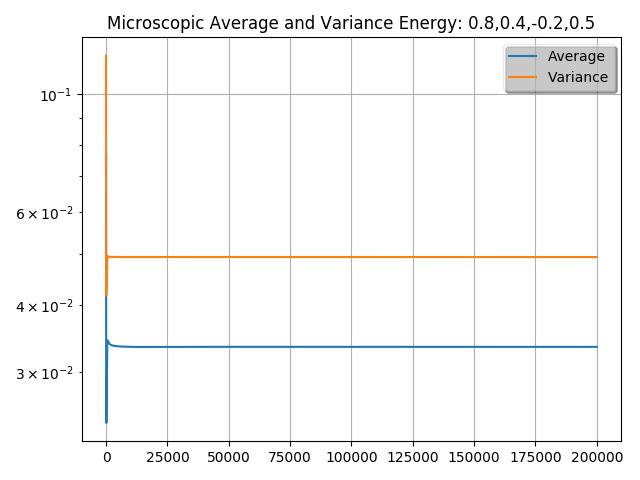 Microscopic Average and Variance Energy: 0.8,0.4,-0.2,0.5
Average
Variance
10⁻¹
6 × 10⁻²
4 × 10⁻²
3 × 10⁻²
0 25000 50000 75000 100000 125000 150000 175000 200000